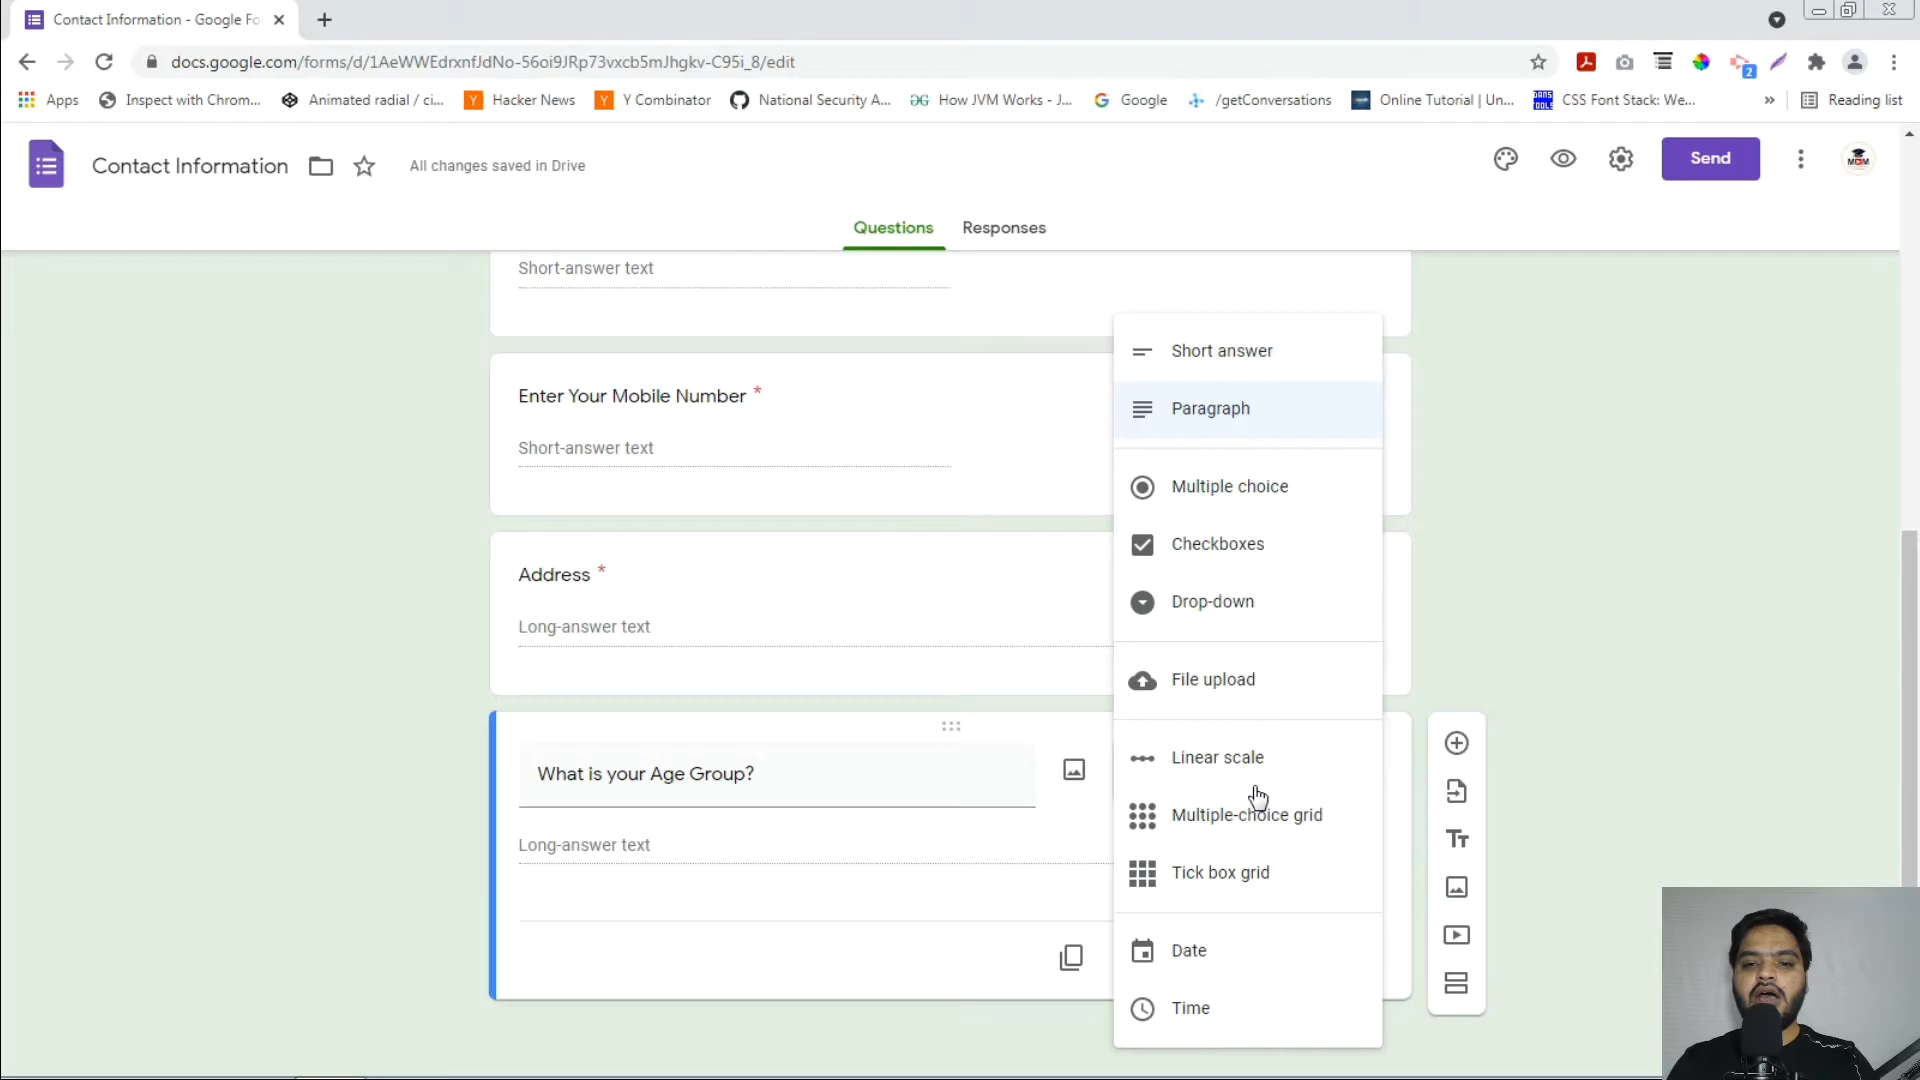 Contact Information - Google Fo
docs.google.com/forms/d/1AeWWEdrxnfJdNo-56oi9JRp73vxcb5mJhgkv-C95i_8/edit
2
Apps
Inspect with Chrom...
Animated radial / ci...
Y
Hacker News
Y
Y Combinator
National Security A...
How JVM Works - J...
Google
/getConversations
Online Tutorial | Un...
CSS Font Stack: We...
»
Reading list
Contact Information
All changes saved in Drive
Send
Questions
Responses
Short-answer text
Enter Your Mobile Number *
Short-answer text
Address *
Long-answer text
What is your Age Group?
Long-answer text
Short answer
Paragraph
Multiple choice
Checkboxes
Drop-down
File upload
Linear scale
Multiple-choice grid
Tick box grid
Date
Time
Tт